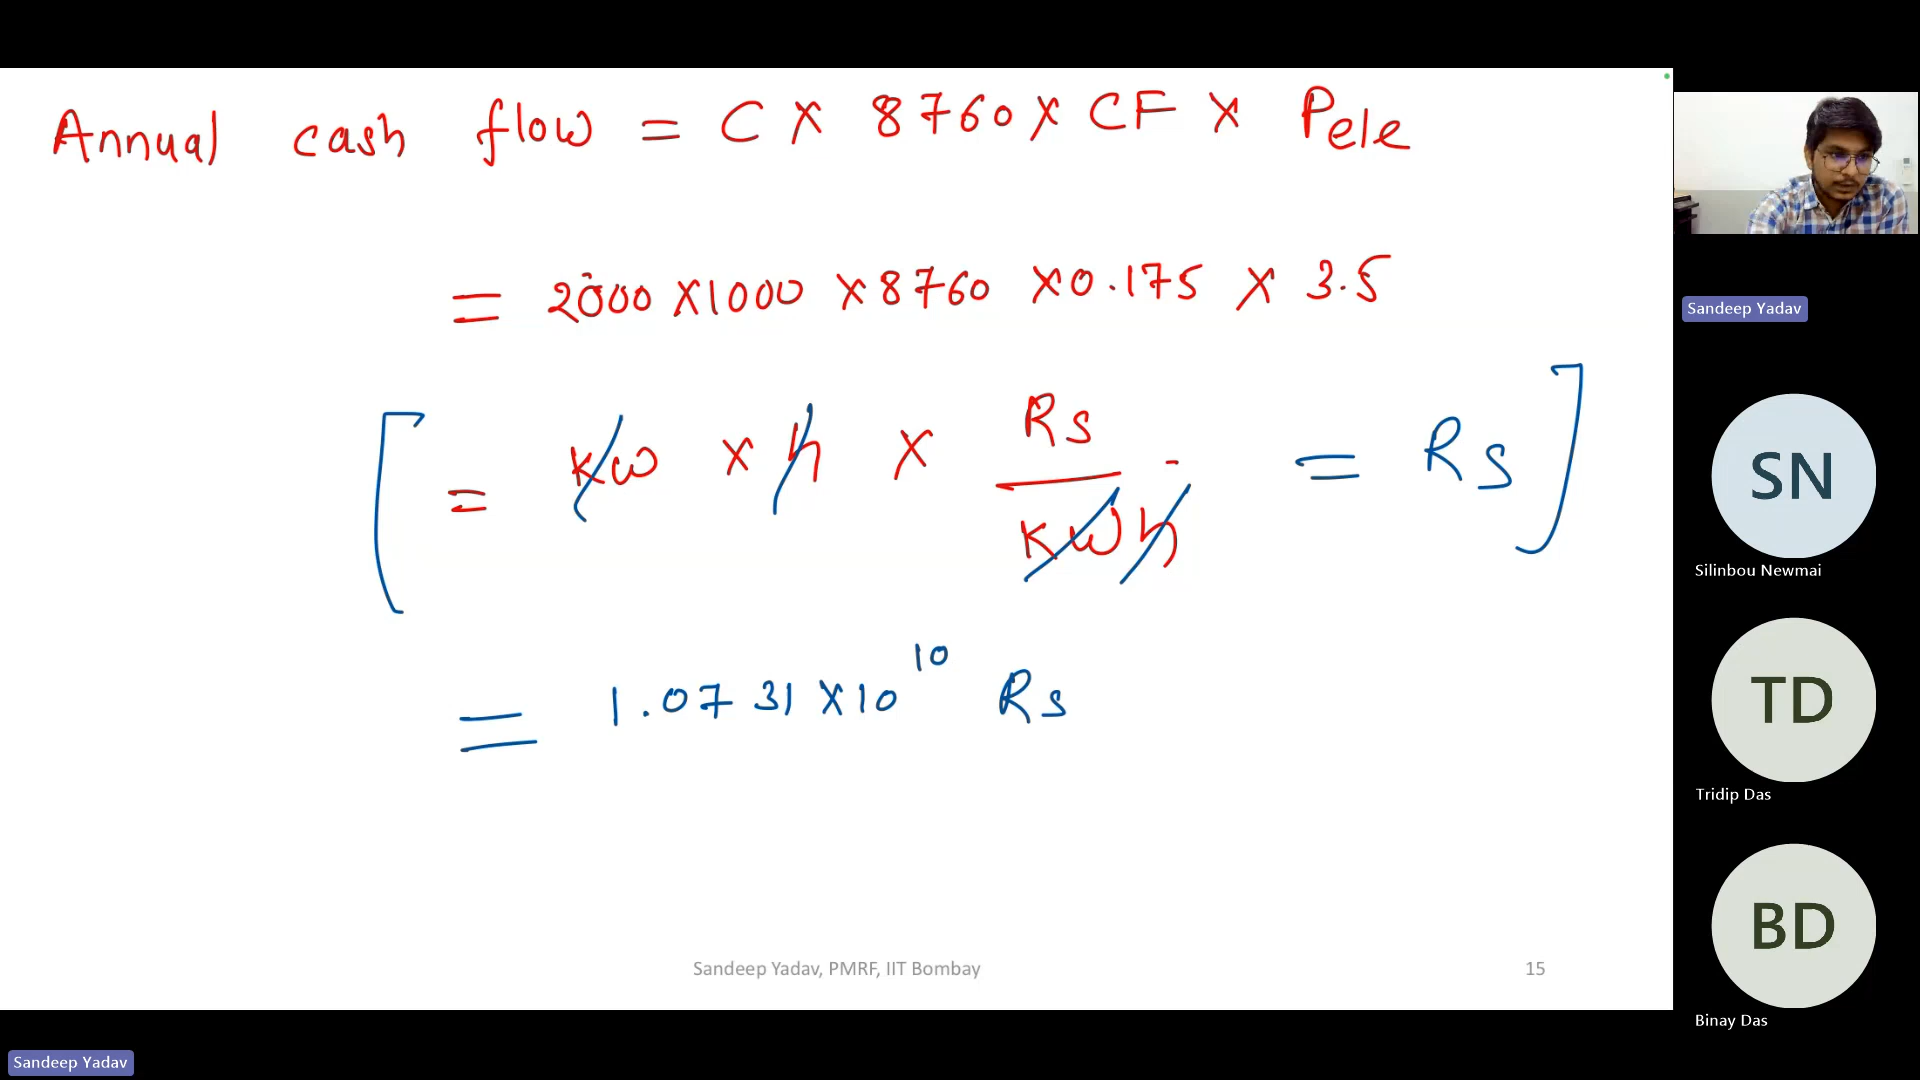 Annual cash flow = C X 8760 X CF X Pele
= 2000 X 1000 X 8760 X 0.175 X 3.5
[ = kw x h x Rs / kwh = Rs ]
= 1.0731 X 10^10 Rs
Sandeep Yadav, PMRF, IIT Bombay
15
Sandeep Yadav
SN
Silinbou Newmai
TD
Tridip Das
BD
Binay Das
Sandeep Yadav